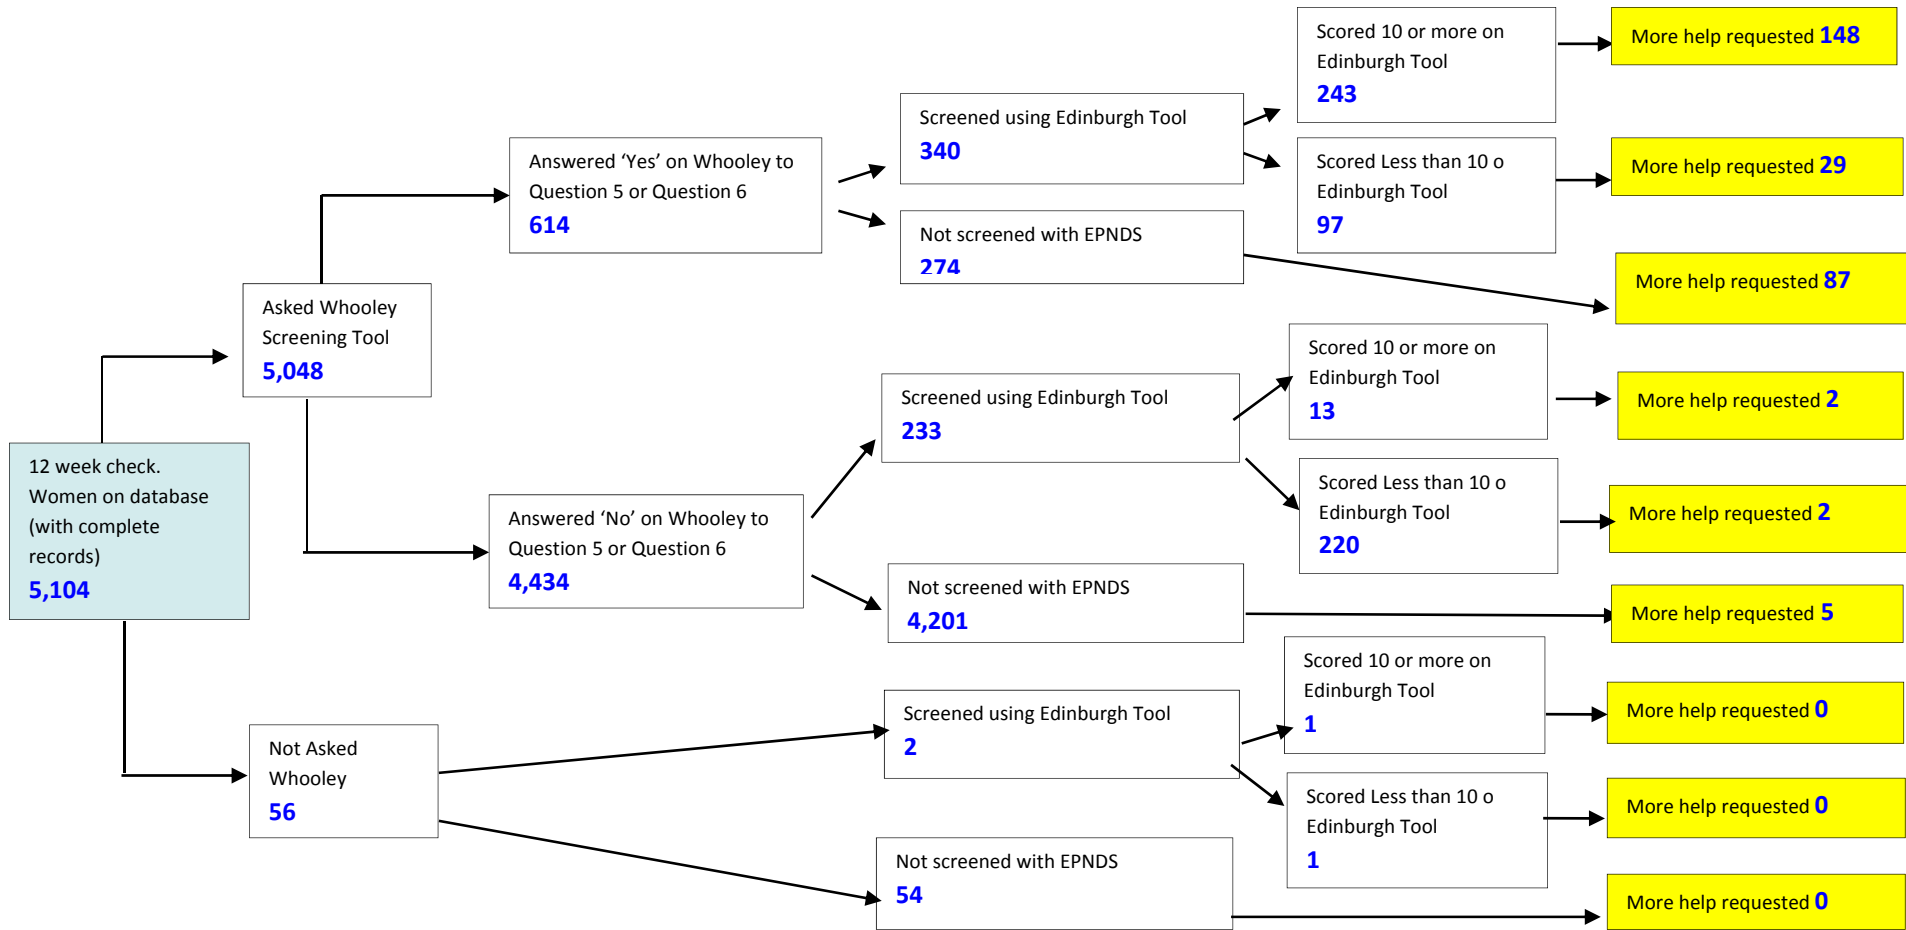 12 week check.
Women on database
(with complete
records)
5,104
Asked Whooley
Screening Tool
5,048
Not Asked
Whooley
56
Answered ‘Yes’ on Whooley to
Question 5 or Question 6
614
Answered ‘No’ on Whooley to
Question 5 or Question 6
4,434
Screened using Edinburgh Tool
340
Not screened with EPNDS
274
Screened using Edinburgh Tool
233
Not screened with EPNDS
4,201
Screened using Edinburgh Tool
2
Not screened with EPNDS
54
Scored 10 or more on
Edinburgh Tool
243
Scored Less than 10 o
Edinburgh Tool
97
Scored 10 or more on
Edinburgh Tool
13
Scored Less than 10 o
Edinburgh Tool
220
Scored 10 or more on
Edinburgh Tool
1
Scored Less than 10 o
Edinburgh Tool
1
More help requested 148
More help requested 29
More help requested 87
More help requested 2
More help requested 2
More help requested 5
More help requested 0
More help requested 0
More help requested 0